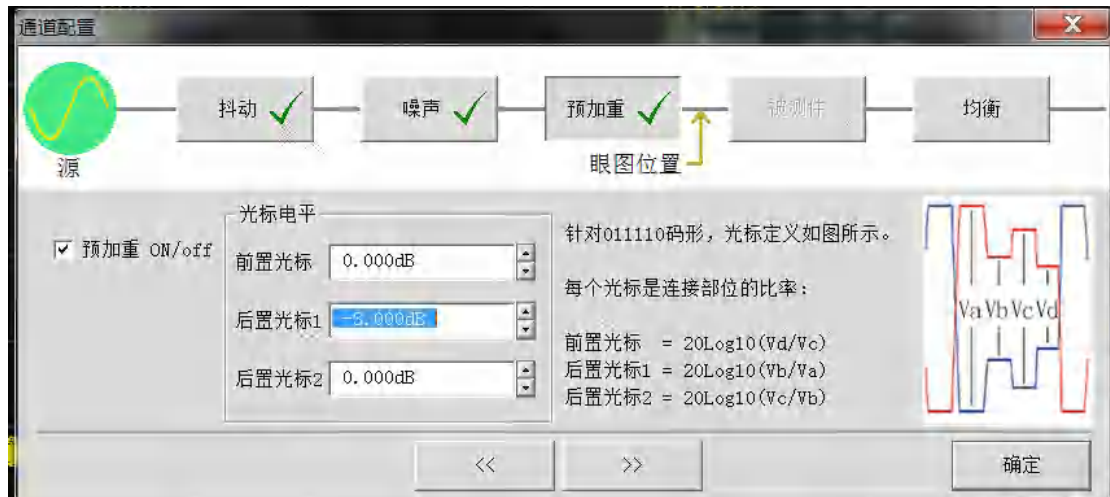 通道配置
抖动
噪声
预加重
被测件
均衡
源
眼图位置
预加重 ON/off
光标电平
前置光标 0.000dB
后置光标1
后置光标2 0.000dB
针对011110码形，光标定义如图所示。
每个光标是连接部位的比率：
前置光标 = 20Log10(Vd/Vc)
后置光标1 = 20Log10(Vb/Va)
后置光标2 = 20Log10(Vc/Vb)
Va Vb Vc Vd
<< >>
确定